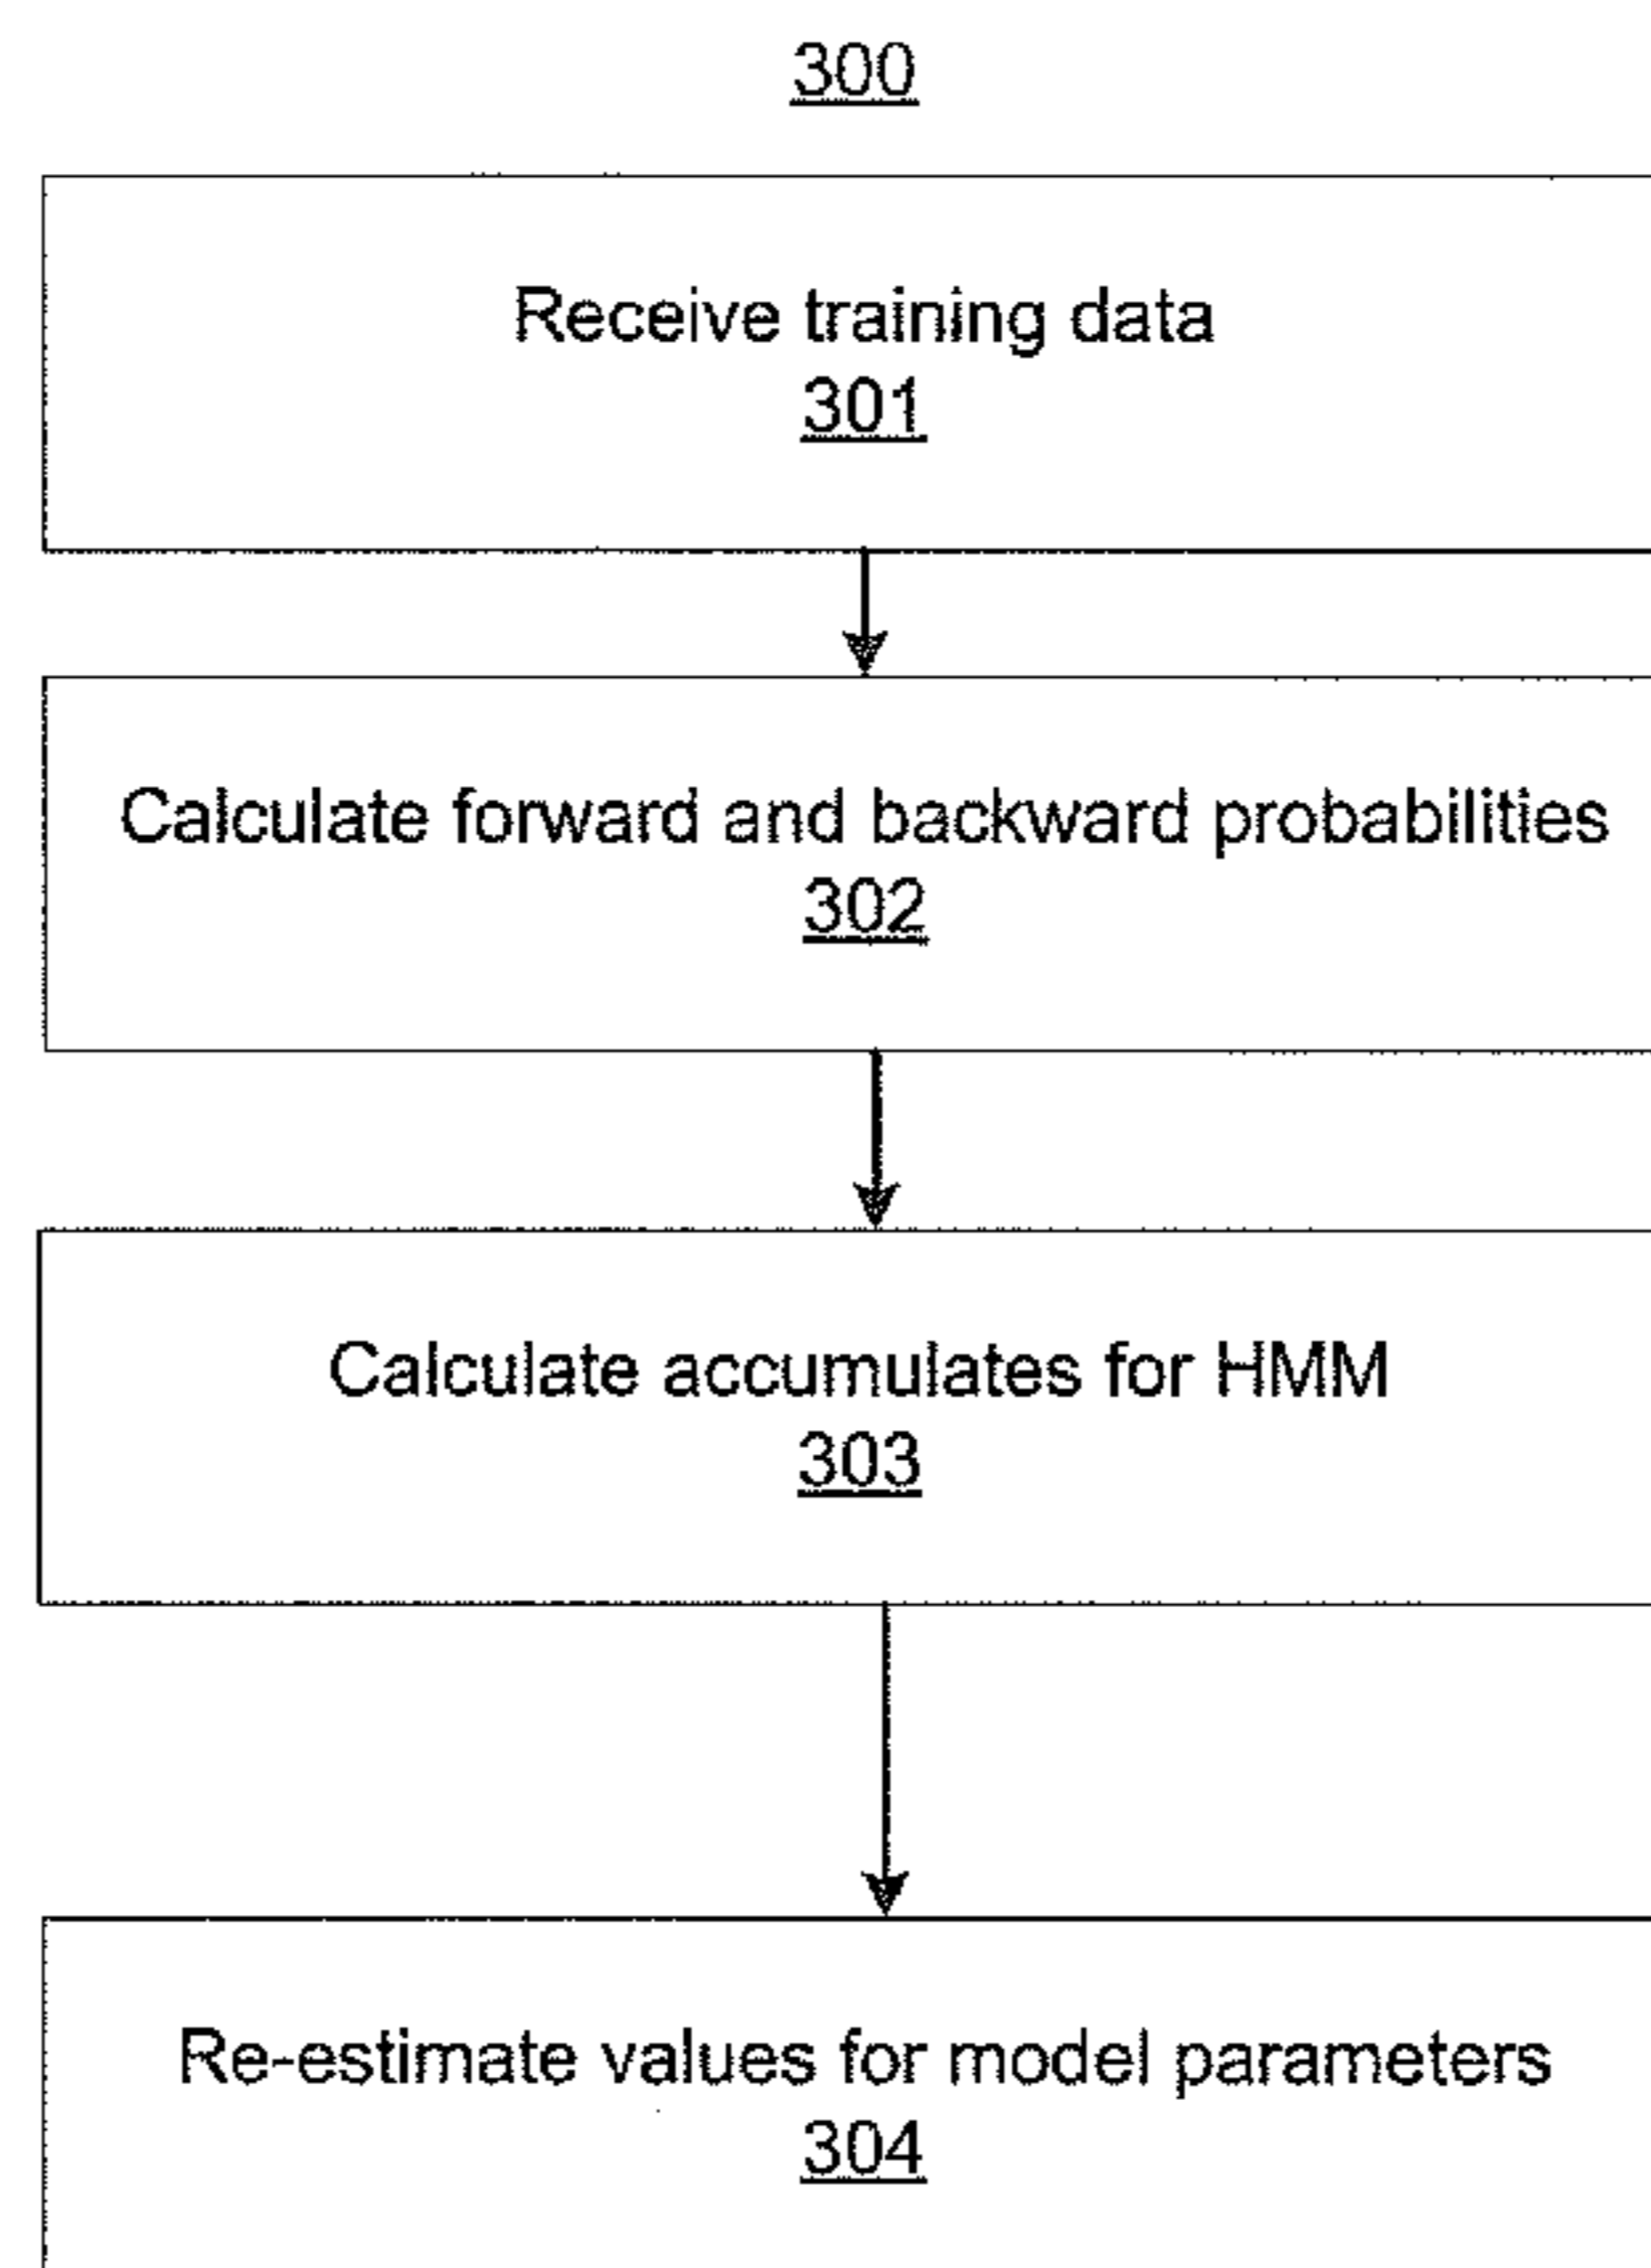 300
Receive training data
301
Calculate forward and backward probabilities
302
Calculate accumulates for HMM
303
Re-estimate values for model parameters
304